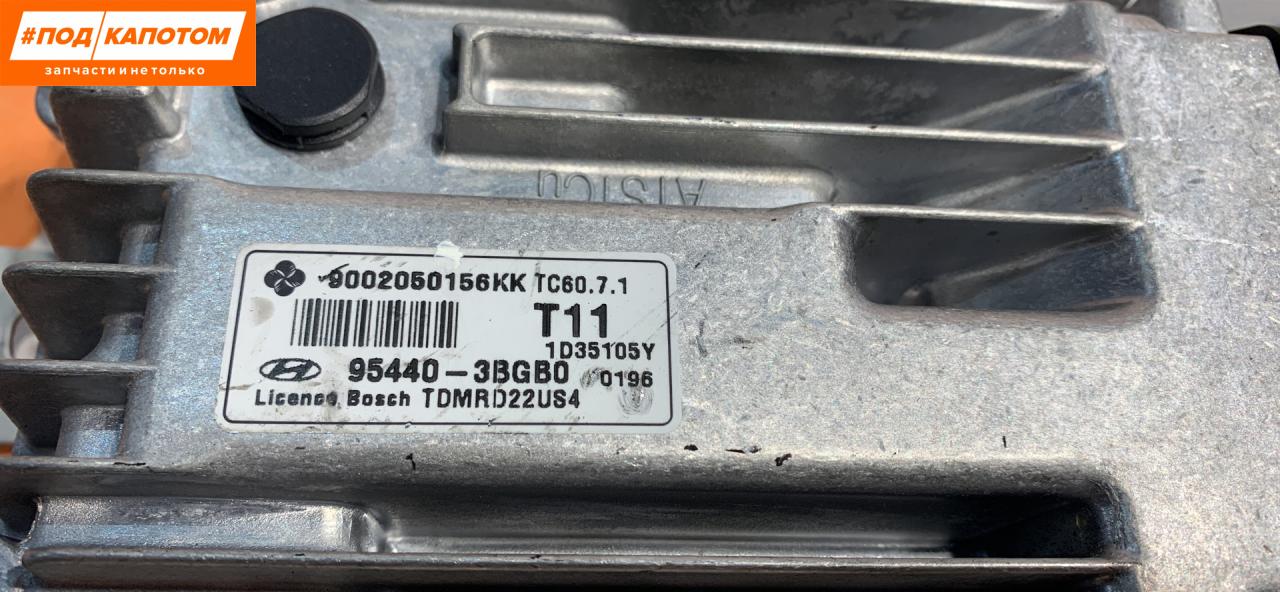 #ПОД КАПОТОМ
запчасти и не только
9002050156KK TC60.7.1
T11
1D35105Y
95440-3BGB0 0196
Licence Bosch TDMRD22US4